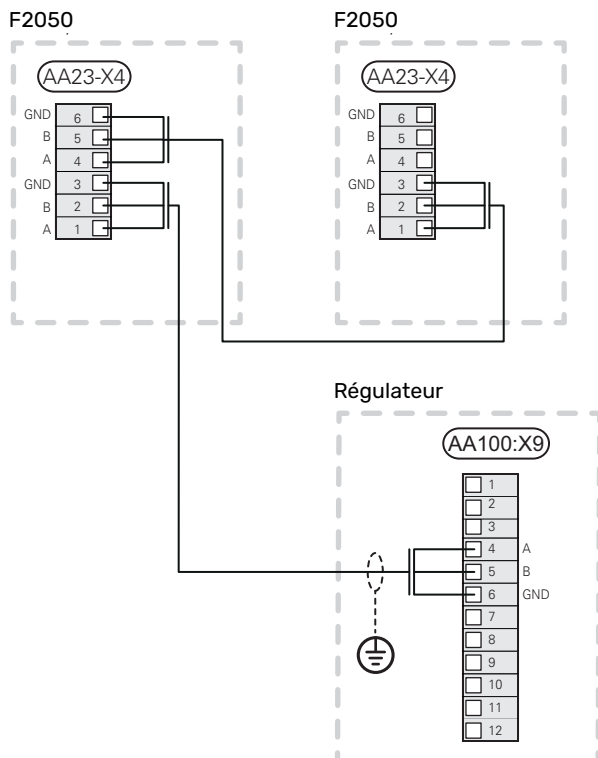 F2050
AA23-X4
GND 6
B 5
A 4
GND 3
B 2
A 1
F2050
AA23-X4
GND 6
B 5
A 4
GND 3
B 2
A 1
Régulateur
AA100:X9
1
2
3
4 A
5 B
6 GND
7
8
9
10
11
12